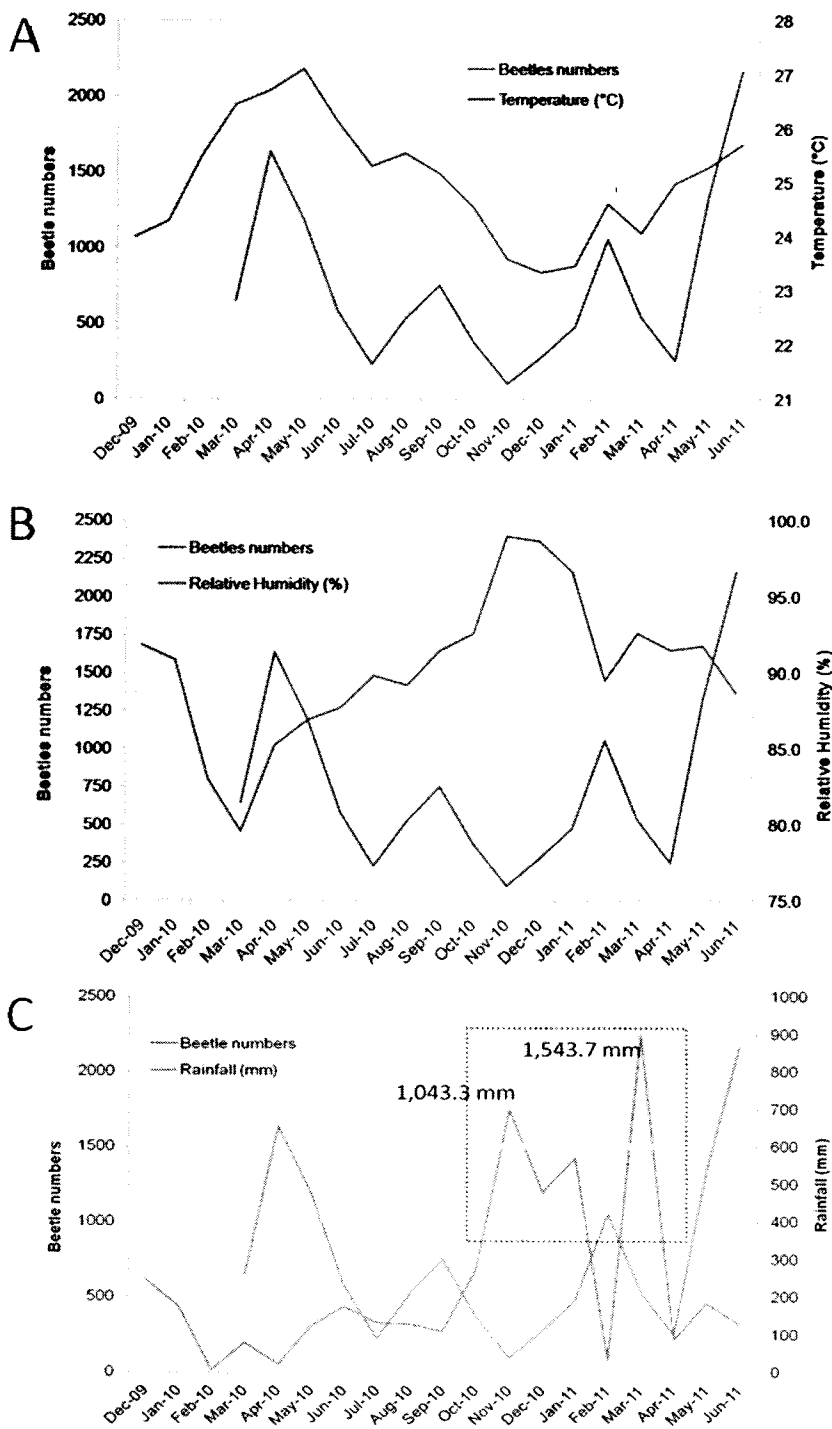 A
2500
2000
1500
1000
500
0
Beetle numbers
Beetles numbers
Temperature (°C)
28
27
26
25
24
23
22
21
Temperature (°C)
Dec-09
Jan-10
Feb-10
Mar-10
Apr-10
May-10
Jun-10
Jul-10
Aug-10
Sep-10
Oct-10
Nov-10
Dec-10
Jan-11
Feb-11
Mar-11
Apr-11
May-11
Jun-11
B
2500
2250
2000
1750
1500
1250
1000
750
500
250
0
Beetles numbers
Beetles numbers
Relative Humidity (%)
100.0
95.0
90.0
85.0
80.0
75.0
Relative Humidity (%)
Dec-09
Jan-10
Feb-10
Mar-10
Apr-10
May-10
Jun-10
Jul-10
Aug-10
Sep-10
Oct-10
Nov-10
Dec-10
Jan-11
Feb-11
Mar-11
Apr-11
May-11
Jun-11
C
2500
2000
1500
1000
500
0
Beetle numbers
Beetle numbers
Rainfall (mm)
1,043.3 mm
1,543.7 mm
1000
900
800
700
600
500
400
300
200
100
0
Rainfall (mm)
Dec-09
Jan-10
Feb-10
Mar-10
Apr-10
May-10
Jun-10
Jul-10
Aug-10
Sep-10
Oct-10
Nov-10
Dec-10
Jan-11
Feb-11
Mar-11
Apr-11
May-11
Jun-11